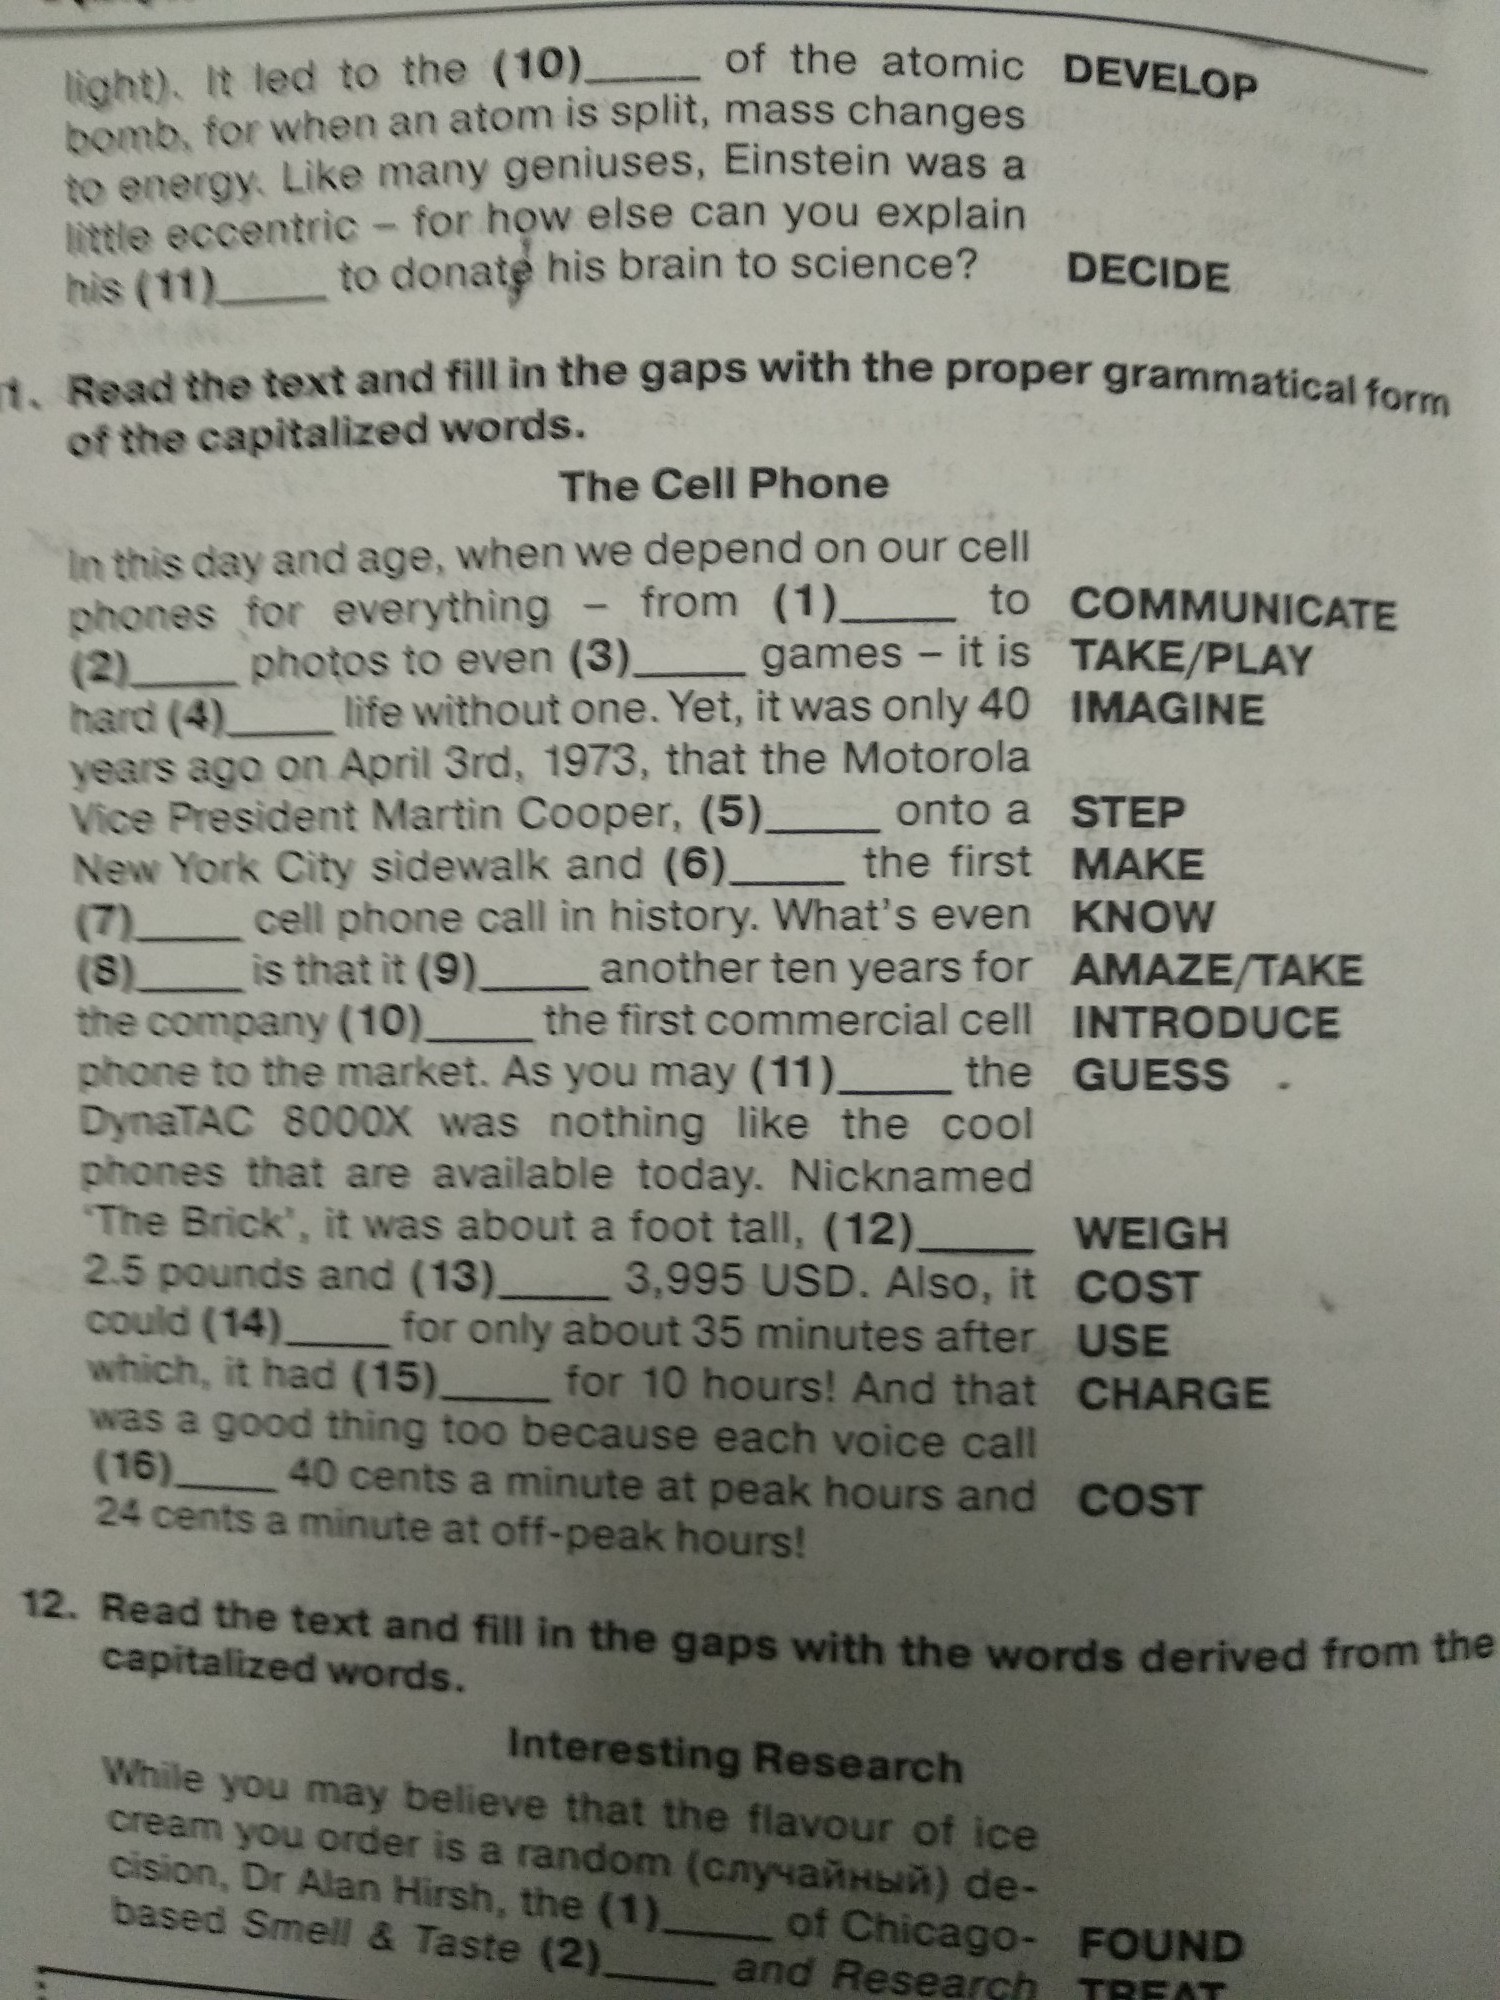 light). It led to the (10)_____ of the atomic DEVELOP
bomb, for when an atom is split, mass changes
to energy. Like many geniuses, Einstein was a
little eccentric – for how else can you explain
his (11)_____ to donate his brain to science? DECIDE
1. Read the text and fill in the gaps with the proper grammatical form
of the capitalized words.
The Cell Phone
In this day and age, when we depend on our cell
phones for everything – from (1)_____ to COMMUNICATE
(2)_____ photos to even (3)_____ games – it is TAKE/PLAY
hard (4)_____ life without one. Yet, it was only 40 IMAGINE
years ago on April 3rd, 1973, that the Motorola
Vice President Martin Cooper, (5)_____ onto a STEP
New York City sidewalk and (6)_____ the first MAKE
(7)_____ cell phone call in history. What's even KNOW
(8)_____ is that it (9)_____ another ten years for AMAZE/TAKE
the company (10)_____ the first commercial cell INTRODUCE
phone to the market. As you may (11)_____ the GUESS
DynaTAC 8000X was nothing like the cool
phones that are available today. Nicknamed
'The Brick', it was about a foot tall, (12)_____ WEIGH
2.5 pounds and (13)_____ 3,995 USD. Also, it COST
could (14)_____ for only about 35 minutes after USE
which, it had (15)_____ for 10 hours! And that CHARGE
was a good thing too because each voice call
(16)_____ 40 cents a minute at peak hours and COST
24 cents a minute at off-peak hours!
12. Read the text and fill in the gaps with the words derived from the
capitalized words.
Interesting Research
While you may believe that the flavour of ice
cream you order is a random (случайный) de-
cision, Dr Alan Hirsh, the (1)_____ of Chicago- FOUND
based Smell & Taste (2)_____ and Research TREAT